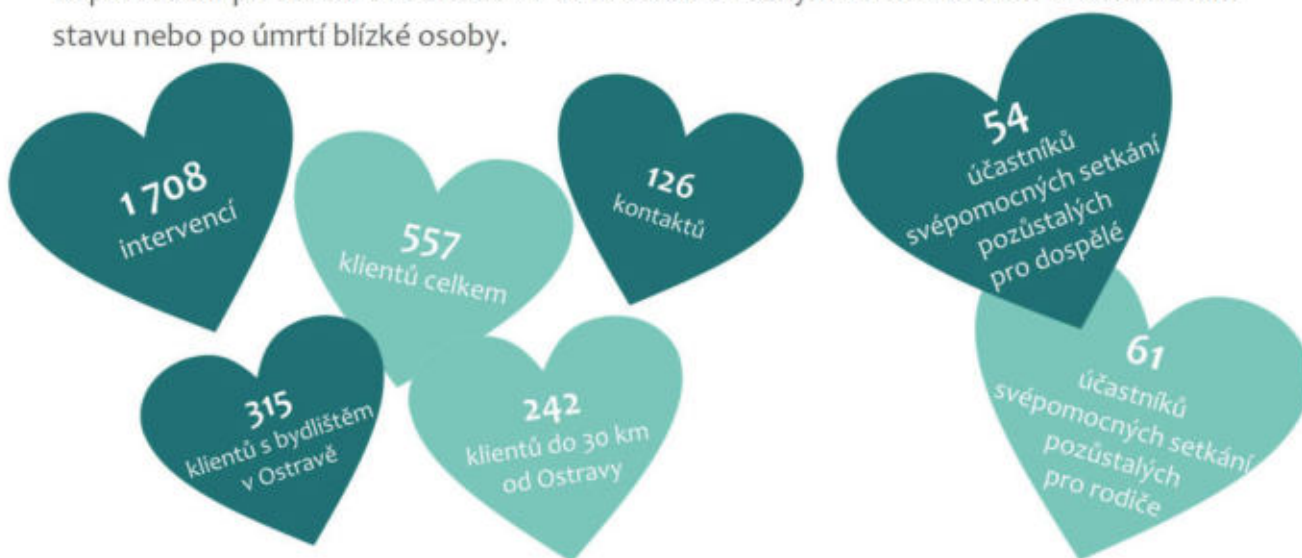 stavu nebo po úmrtí blízké osoby.
1 708
intervencí
557
klientů celkem
126
kontaktů
54
účastníků
svépomocných setkání
pozůstalých
pro dospělé
315
klientů s bydlištěm
v Ostravě
242
klientů do 30 km
od Ostravy
61
účastníků
svépomocných setkání
pozůstalých
pro rodiče